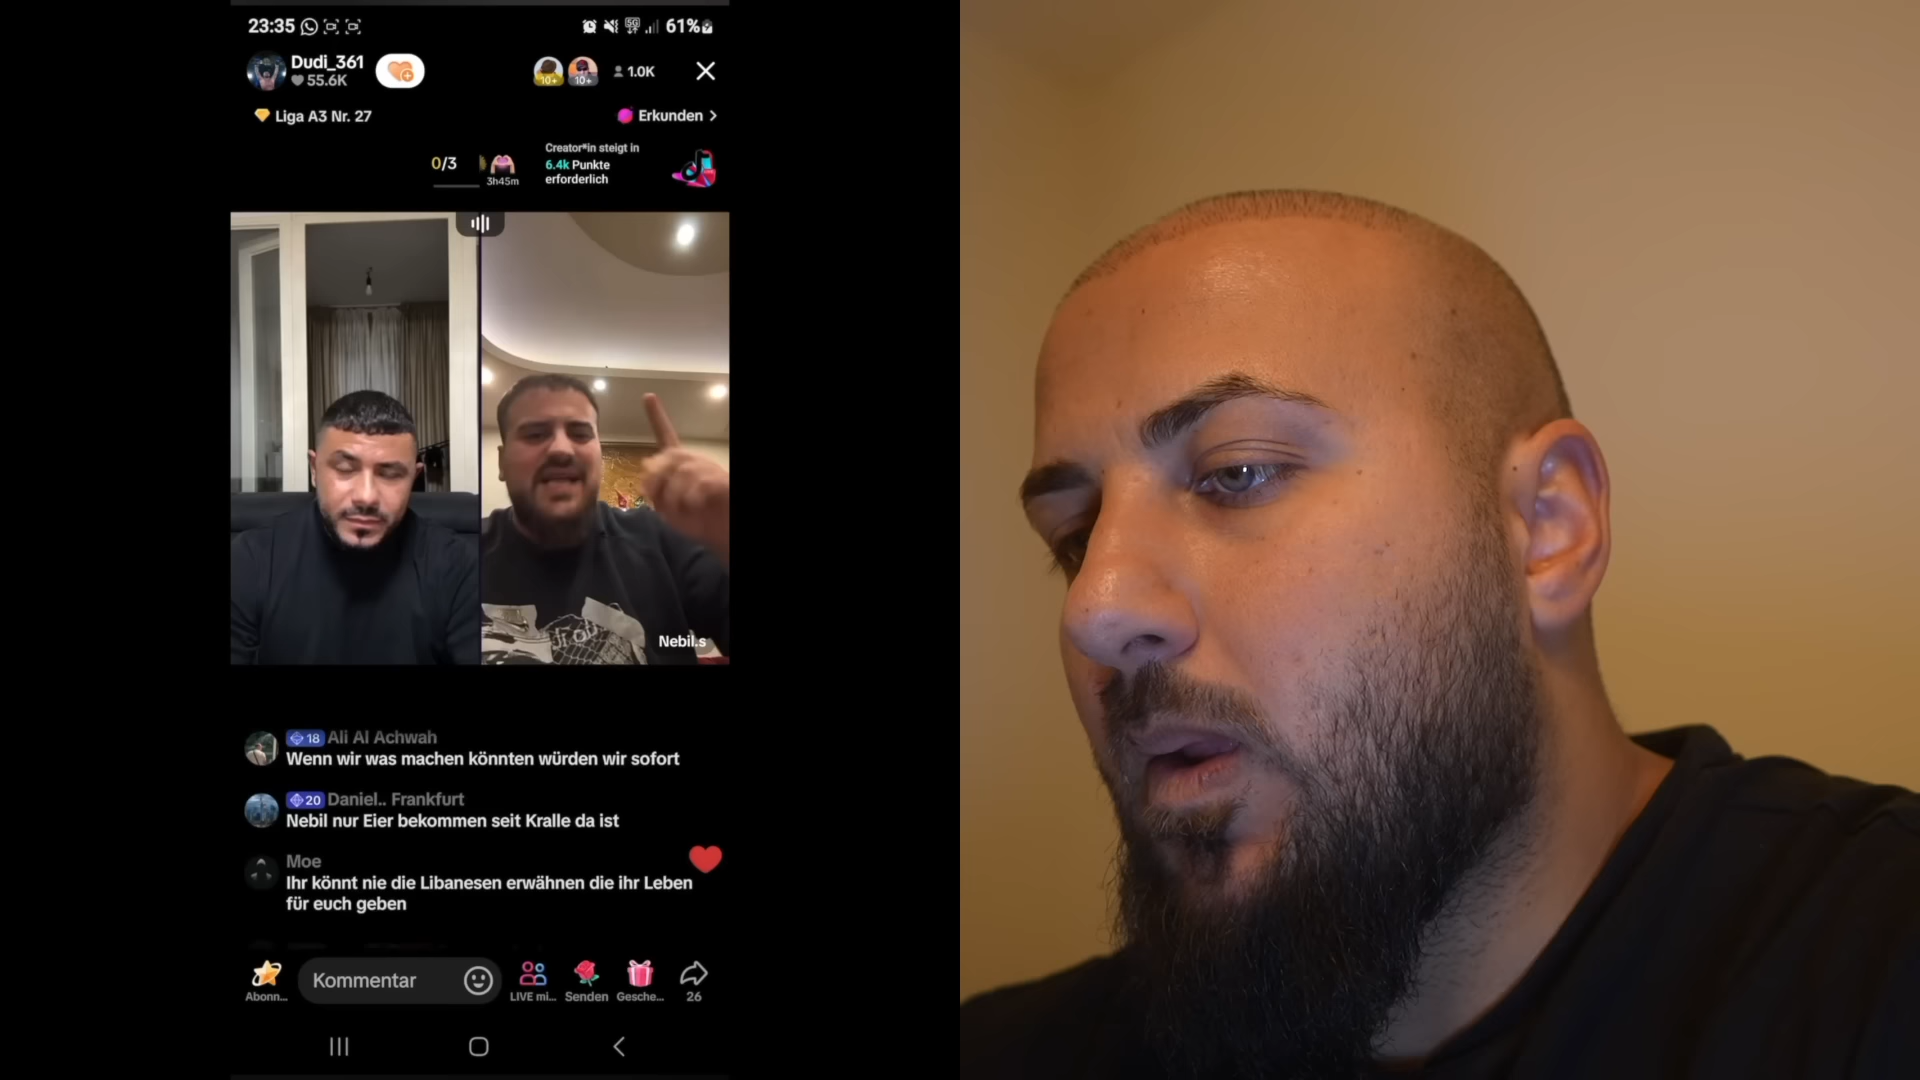 23:35
5G
61%
Dudi_361
55.6K
10+
10+
1.0K
Liga A3 Nr. 27
Erkunden
0/3
3h45m
Creator*in steigt in
6.4k Punkte
erforderlich
Nebil.s
18 Ali Al Achwah
Wenn wir was machen könnten würden wir sofort
20 Daniel.. Frankfurt
Nebil nur Eier bekommen seit Kralle da ist
Moe
Ihr könnt nie die Libanesen erwähnen die ihr Leben
für euch geben
Kommentar
Abonn...
LIVE mi...
Senden
Gesche...
26